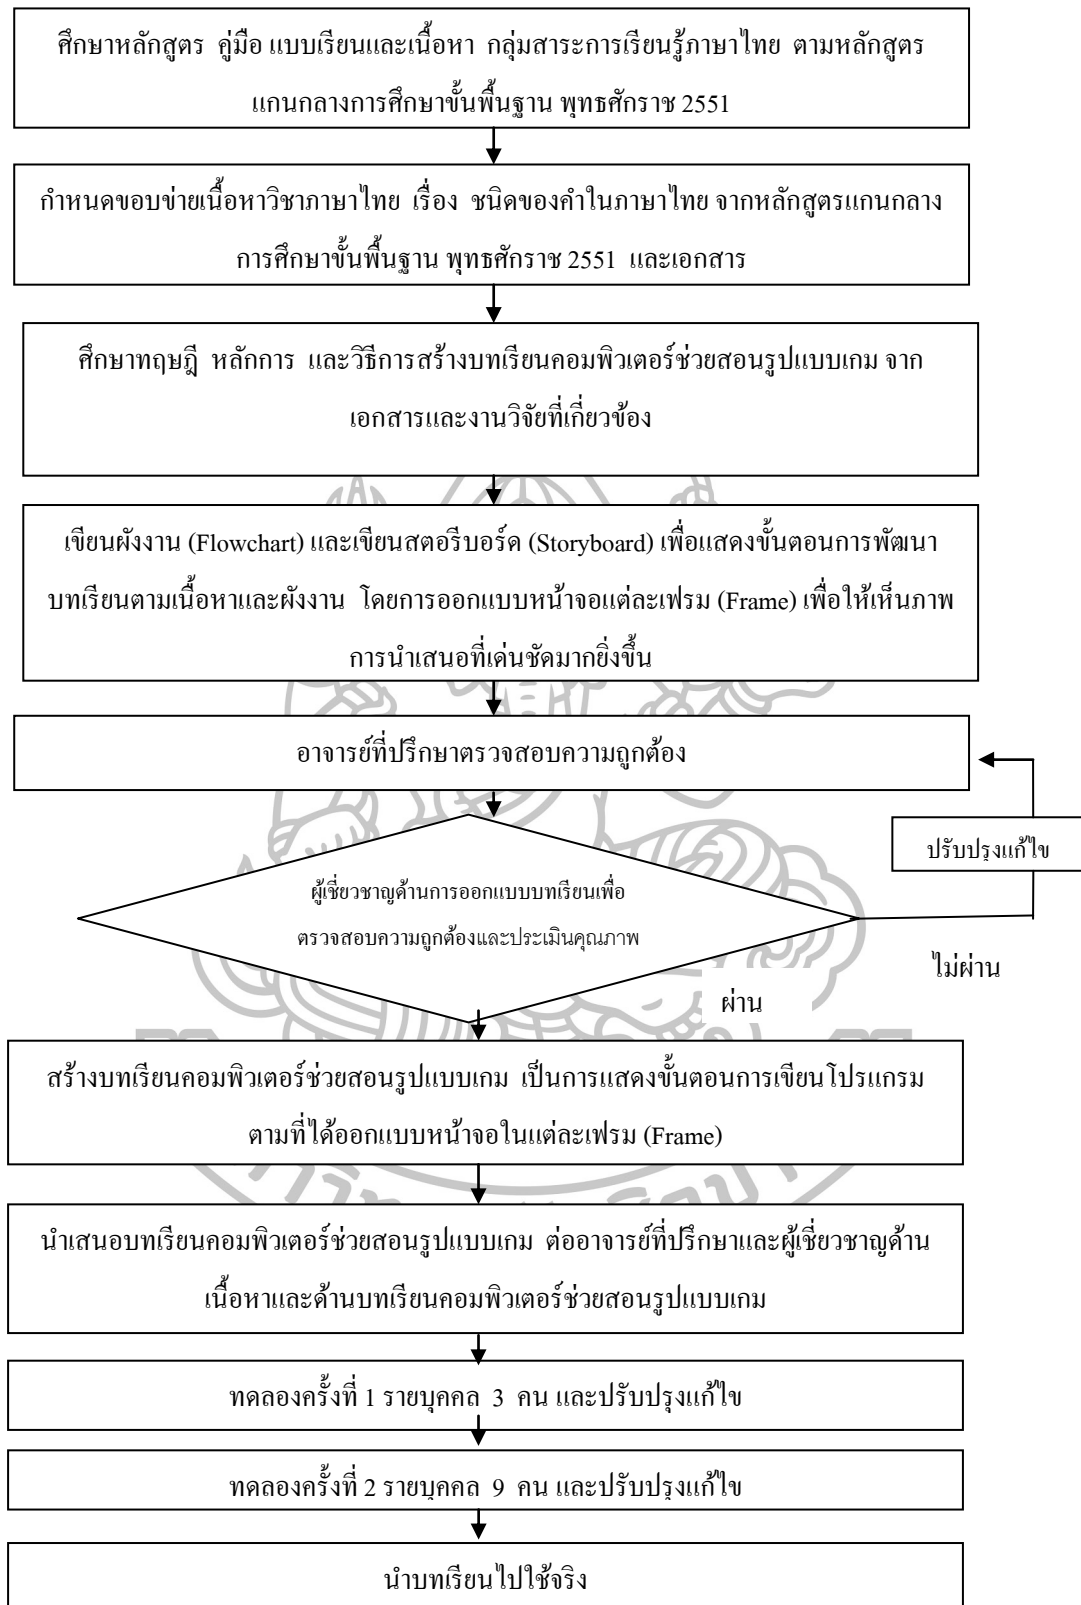 ศึกษาหลักสูตร คู่มือ แบบเรียนและเนื้อหา กลุ่มสาระการเรียนรู้ภาษาไทย ตามหลักสูตร
แกนกลางการศึกษาขั้นพื้นฐาน พุทธศักราช 2551
กำหนดขอบข่ายเนื้อหาวิชาภาษาไทย เรื่อง ชนิดของคำในภาษาไทย จากหลักสูตรแกนกลาง
การศึกษาขั้นพื้นฐาน พุทธศักราช 2551 และเอกสาร
ศึกษาทฤษฎี หลักการ และวิธีการสร้างบทเรียนคอมพิวเตอร์ช่วยสอนรูปแบบเกม จาก
เอกสารและงานวิจัยที่เกี่ยวข้อง
เขียนผังงาน (Flowchart) และเขียนสตอรีบอร์ด (Storyboard) เพื่อแสดงขั้นตอนการพัฒนา
บทเรียนตามเนื้อหาและผังงาน โดยการออกแบบหน้าจอแต่ละเฟรม (Frame) เพื่อให้เห็นภาพ
การนำเสนอที่เด่นชัดมากยิ่งขึ้น
อาจารย์ที่ปรึกษาตรวจสอบความถูกต้อง
ปรับปรุงแก้ไข
ผู้เชี่ยวชาญด้านการออกแบบบทเรียนเพื่อ
ตรวจสอบความถูกต้องและประเมินคุณภาพ
ไม่ผ่าน
ผ่าน
สร้างบทเรียนคอมพิวเตอร์ช่วยสอนรูปแบบเกม เป็นการแสดงขั้นตอนการเขียนโปรแกรม
ตามที่ได้ออกแบบหน้าจอในแต่ละเฟรม (Frame)
นำเสนอบทเรียนคอมพิวเตอร์ช่วยสอนรูปแบบเกม ต่ออาจารย์ที่ปรึกษาและผู้เชี่ยวชาญด้าน
เนื้อหาและด้านบทเรียนคอมพิวเตอร์ช่วยสอนรูปแบบเกม
ทดลองครั้งที่ 1 รายบุคคล 3 คน และปรับปรุงแก้ไข
ทดลองครั้งที่ 2 รายบุคคล 9 คน และปรับปรุงแก้ไข
นำบทเรียนไปใช้จริง